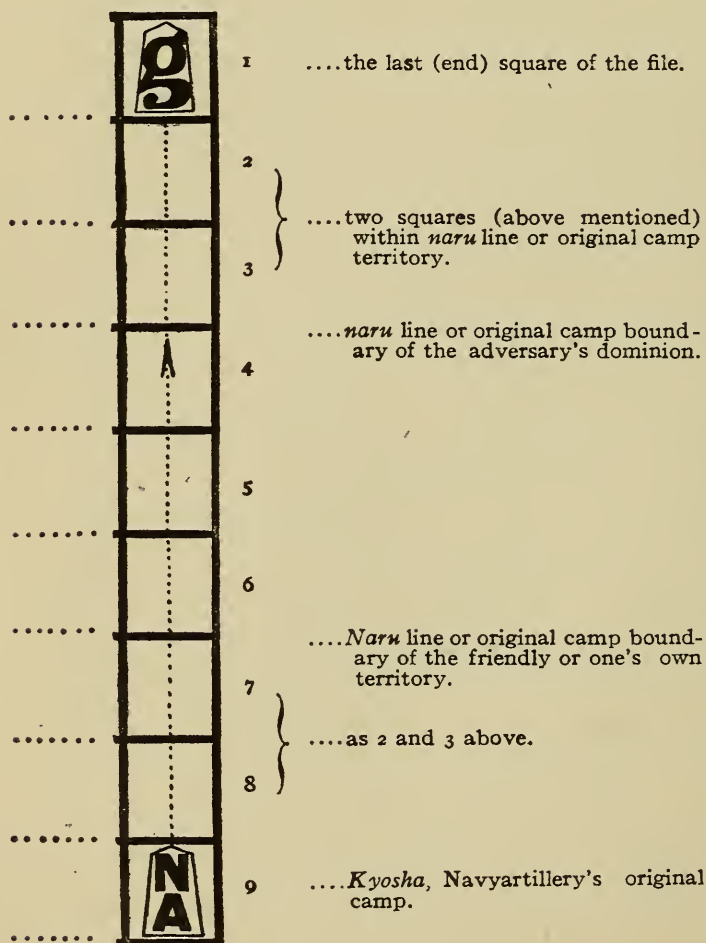 g
1 ....the last (end) square of the file.
2
....two squares (above mentioned)
within naru line or original camp
territory.
3
....naru line or original camp bound-
ary of the adversary's dominion.
4
5
6
....Naru line or original camp bound-
ary of the friendly or one's own
territory.
7
....as 2 and 3 above.
8
N
A
9 ....Kyosha, Navyartillery's original
camp.